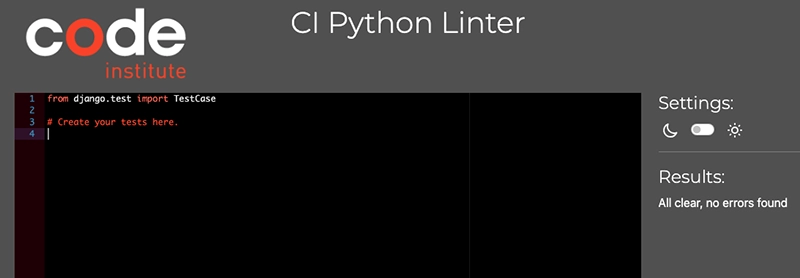 code
institute
CI Python Linter
1 from django.test import TestCase
2
3 # Create your tests here.
4
Settings:
Results:
All clear, no errors found